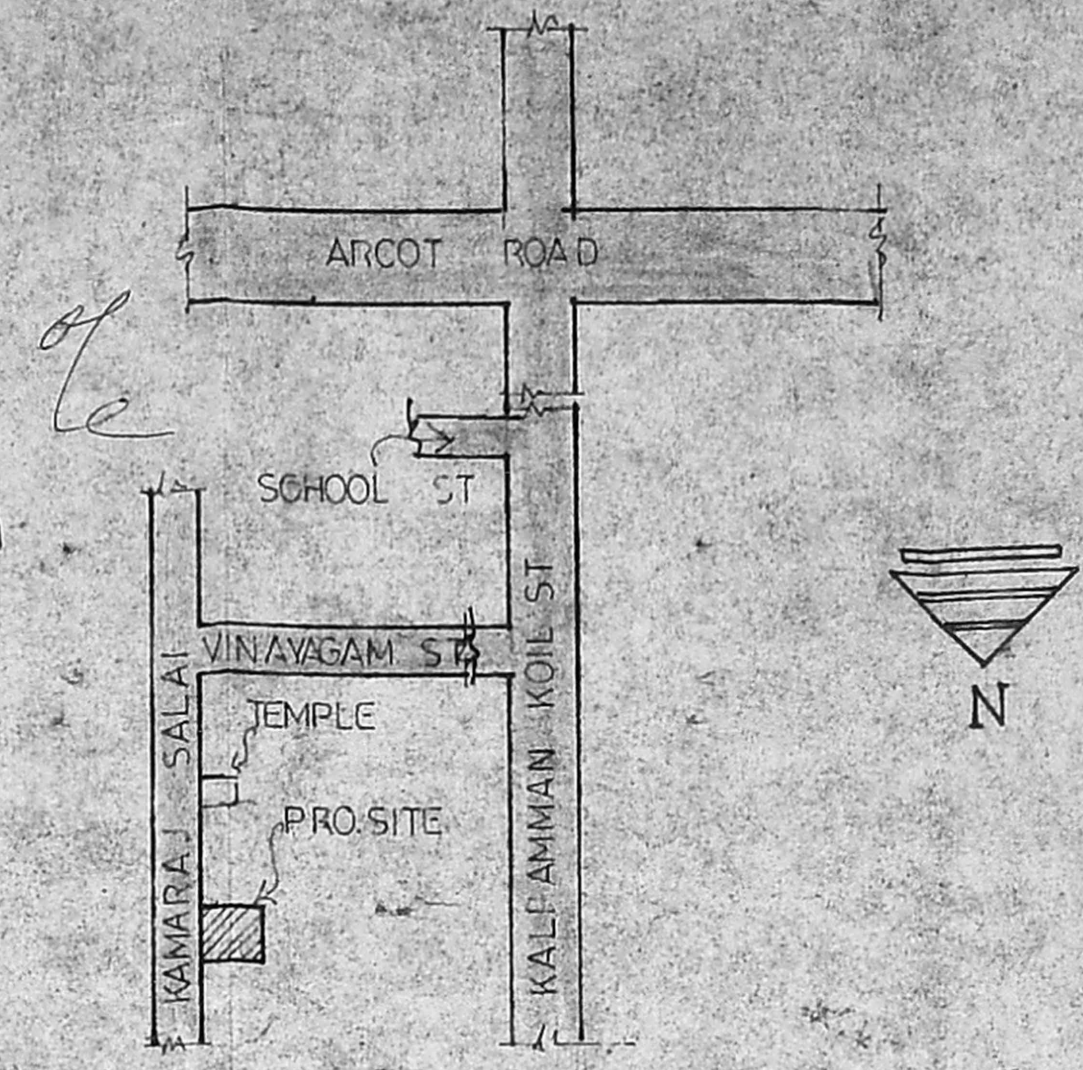 ARCOT ROAD
SCHOOL ST
VINAYAGAM ST
TEMPLE
PRO.SITE
KAMARAJ SALAI
KALPAMMAN KOIL ST
N